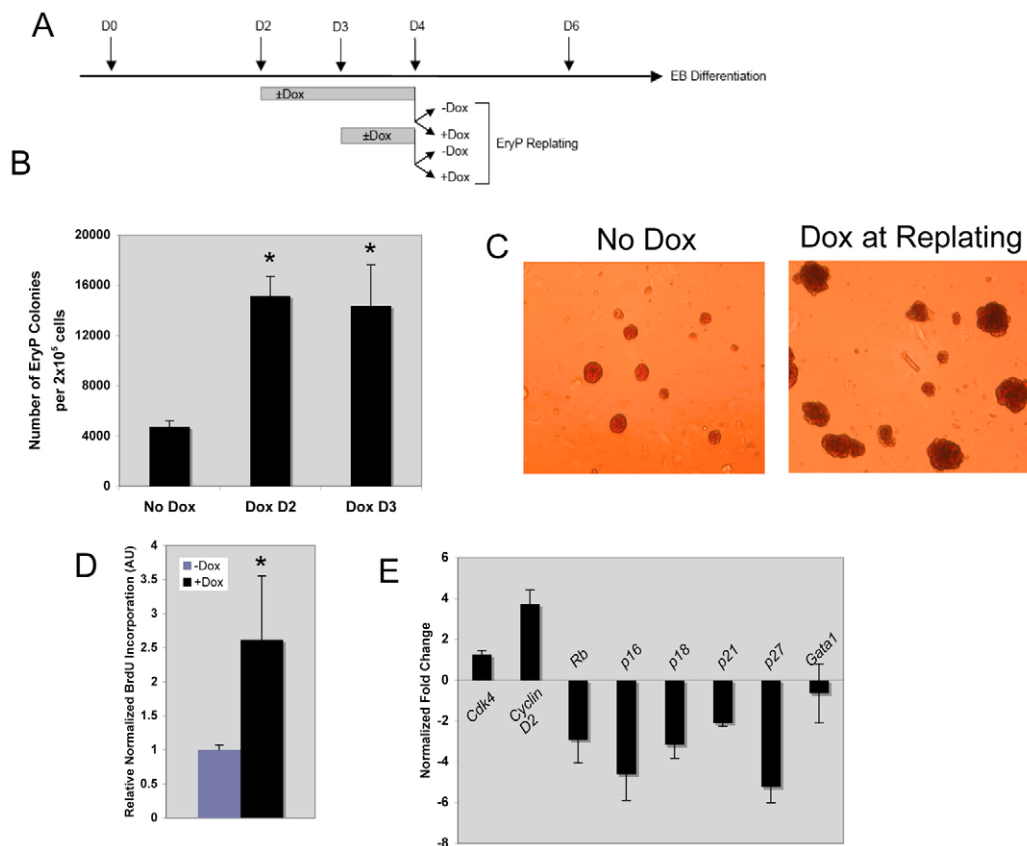 A
D0 D2 D3 D4 D6
EB Differentiation
±Dox
-Dox
+Dox
±Dox
-Dox
+Dox
EryP Replating
B
Number of EryP Colonies
per 2x10⁵ cells
20000
16000
12000
8000
4000
0
* *
No Dox Dox D2 Dox D3
C
No Dox Dox at Replating
D
Relative Normalized BrdU Incorporation (AU)
4
3.5
3
2.5
2
1.5
1
0.5
0
-Dox
+Dox
*
E
Normalized Fold Change
6
4
2
0
-2
-4
-6
-8
Cdk4
Cyclin
D2
Rb
p16
p18
p21
p27
Gata1